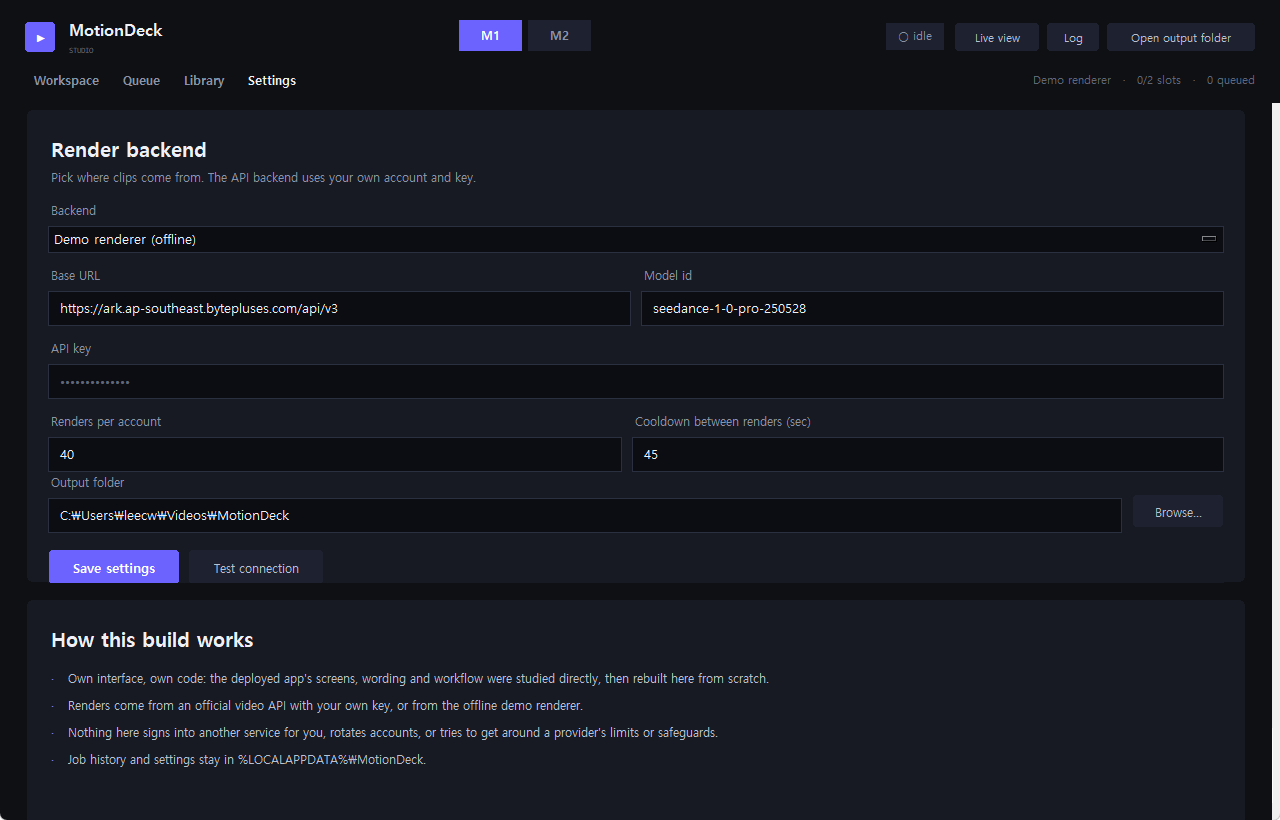 MotionDeck
STUDIO
M1 M2
idle Live view Log Open output folder
Workspace Queue Library Settings
Demo renderer · 0/2 slots · 0 queued
Render backend
Pick where clips come from. The API backend uses your own account and key.
Backend
Demo renderer (offline)
Base URL Model id
https://ark.ap-southeast.bytepluses.com/api/v3 seedance-1-0-pro-250528
API key
••••••••••••••
Renders per account Cooldown between renders (sec)
40 45
Output folder
C:₩Users₩leecw₩Videos₩MotionDeck Browse...
Save settings Test connection
How this build works
· Own interface, own code: the deployed app's screens, wording and workflow were studied directly, then rebuilt here from scratch.
· Renders come from an official video API with your own key, or from the offline demo renderer.
· Nothing here signs into another service for you, rotates accounts, or tries to get around a provider's limits or safeguards.
· Job history and settings stay in %LOCALAPPDATA%₩MotionDeck.